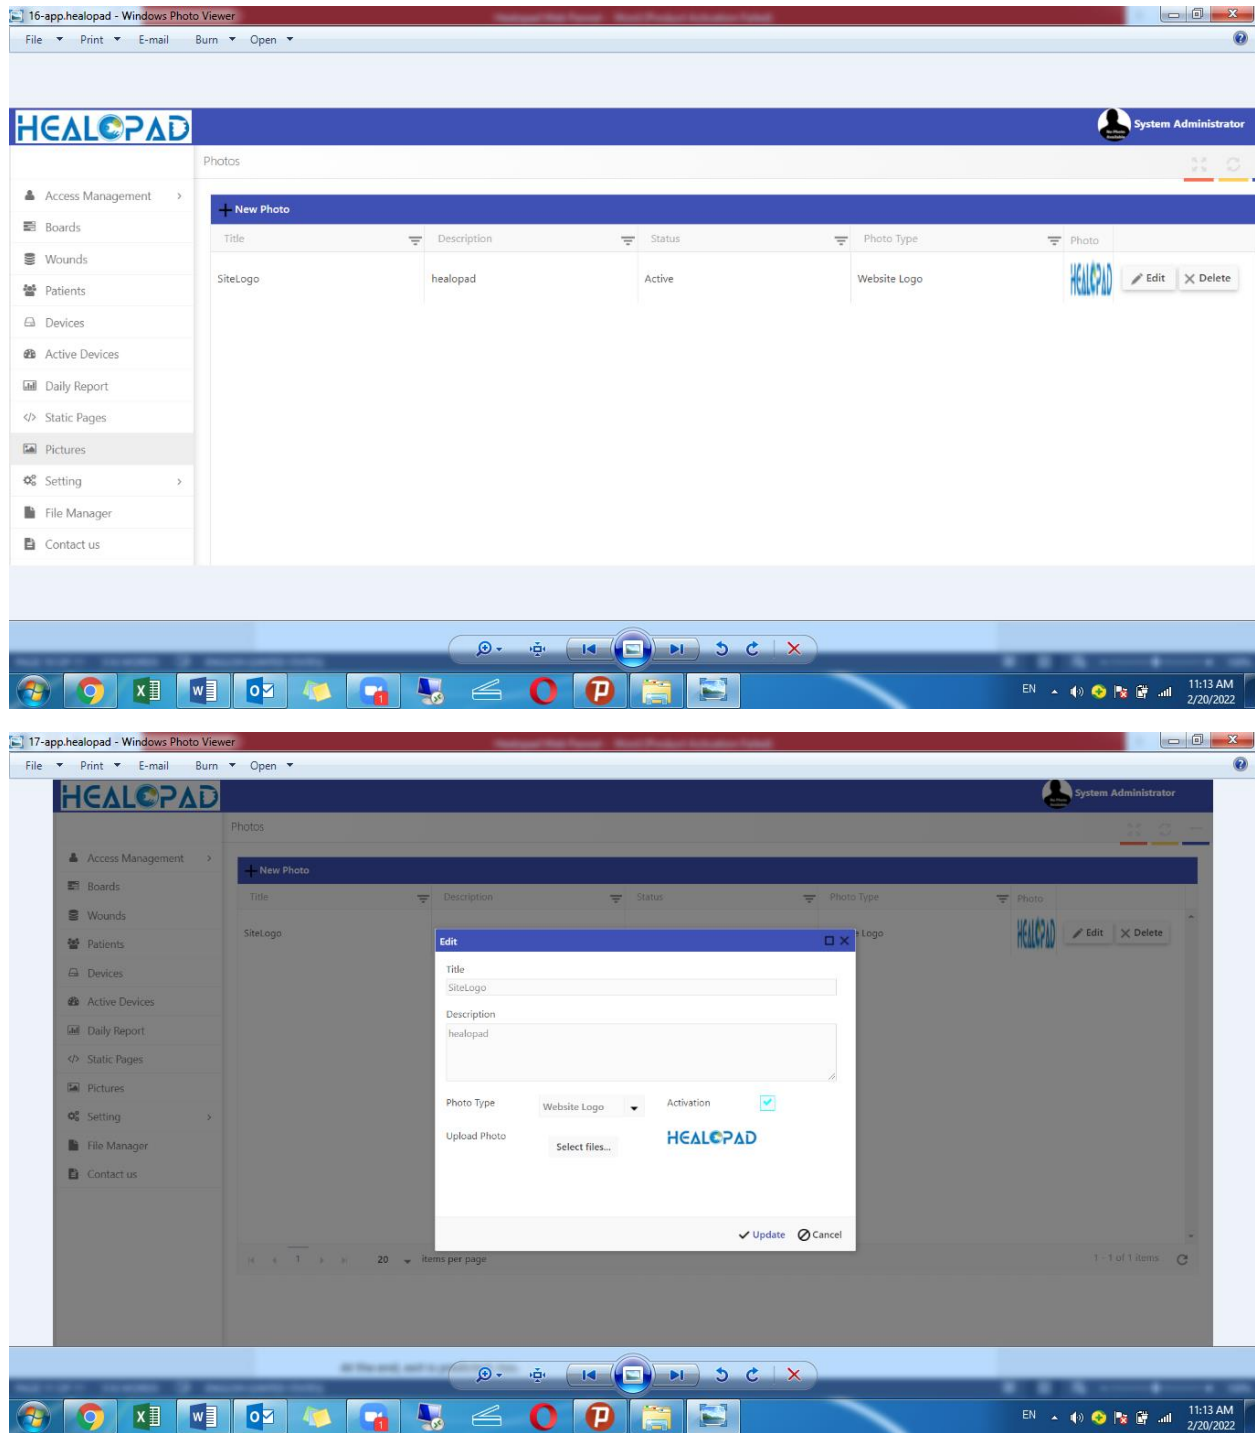 16-app.healopad - Windows Photo Viewer
File Print E-mail Burn Open
HEALOPAD
System Administrator
Photos
Access Management
Boards
Wounds
Patients
Devices
Active Devices
Daily Report
Static Pages
Pictures
Setting
File Manager
Contact us
New Photo
Title Description Status Photo Type Photo
SiteLogo healopad Active Website Logo HEALOPAD Edit Delete
EN 11:13 AM
2/20/2022
17-app.healopad - Windows Photo Viewer
File Print E-mail Burn Open
HEALOPAD
System Administrator
Photos
Access Management
Boards
Wounds
Patients
Devices
Active Devices
Daily Report
Static Pages
Pictures
Setting
File Manager
Contact us
New Photo
Title Description Status Photo Type Photo
SiteLogo Logo HEALOPAD Edit Delete
Edit
Title
SiteLogo
Description
healopad
Photo Type Website Logo Activation
Upload Photo Select files... HEALOPAD
Update Cancel
1 20 items per page 1 - 1 of 1 items
EN 11:13 AM
2/20/2022